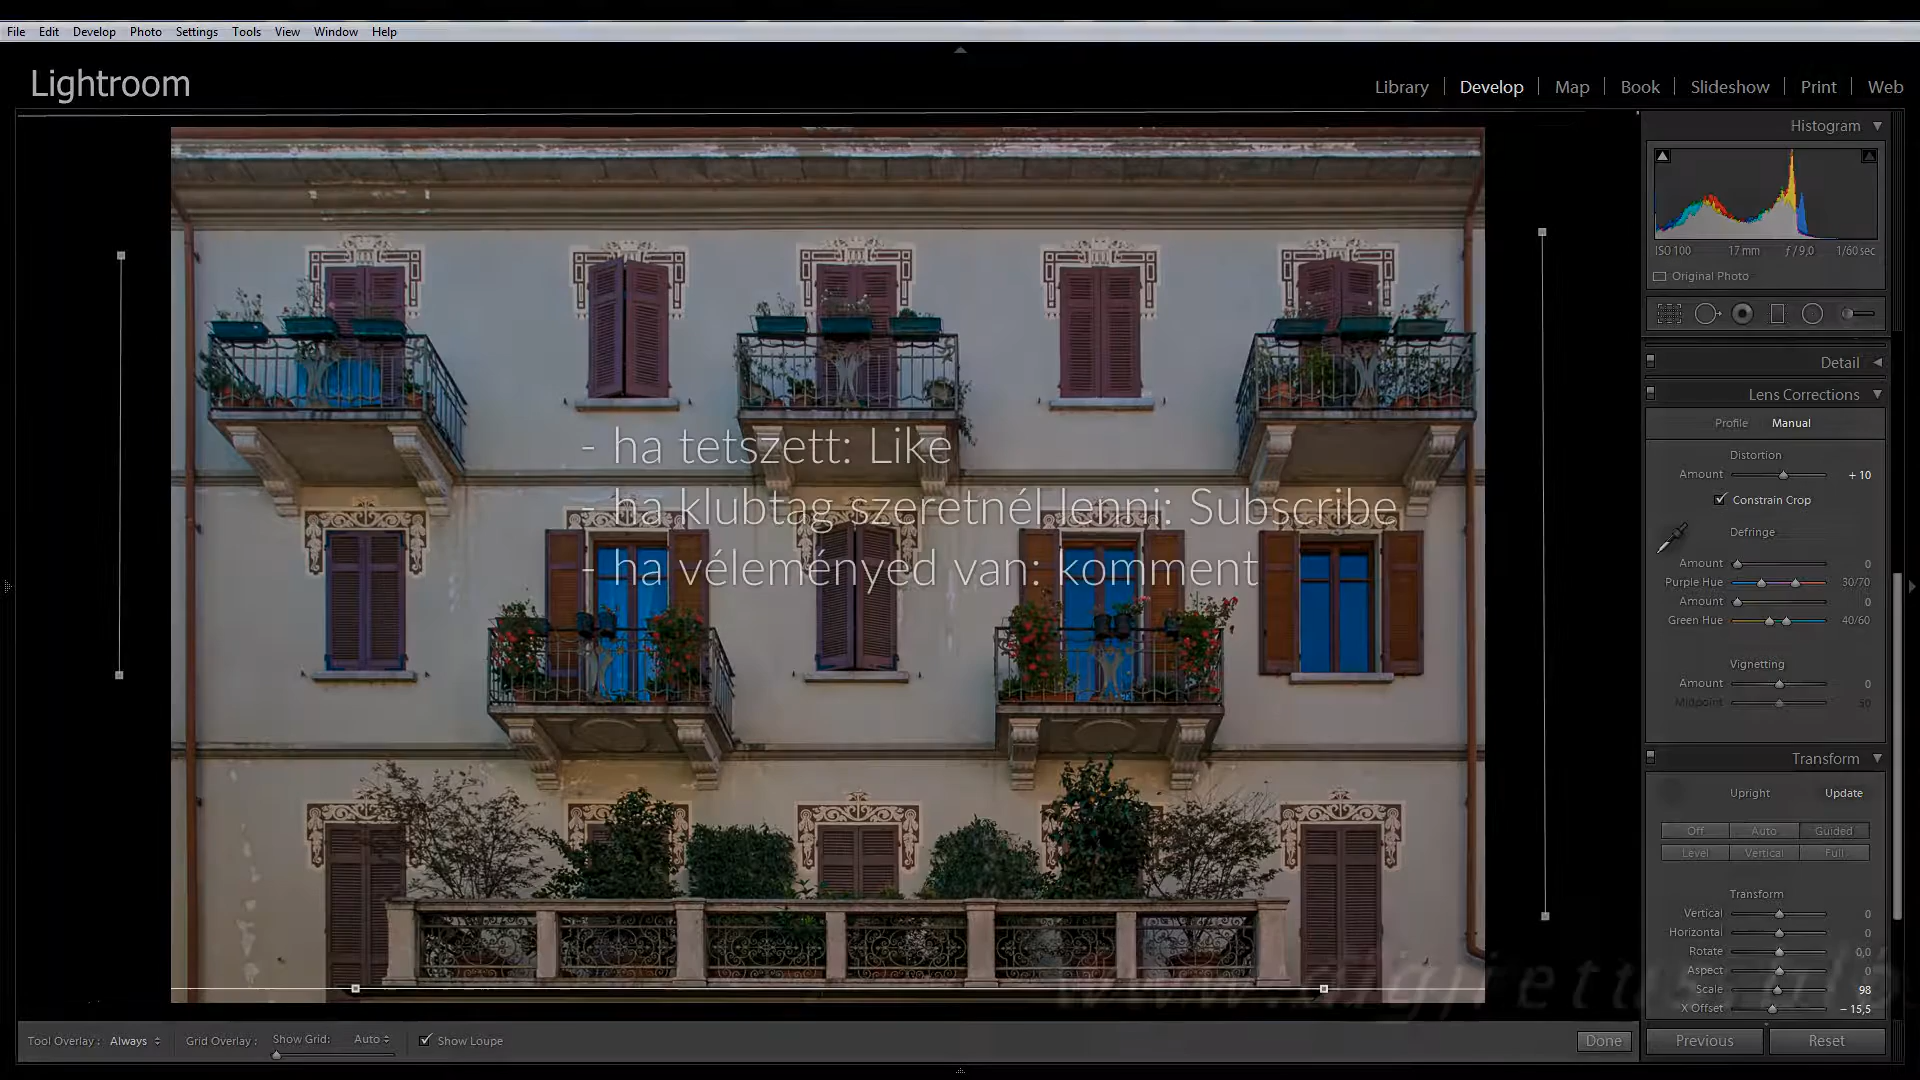 File Edit Develop Photo Settings Tools View Window Help
Lightroom
Library Develop Map Book Slideshow Print Web
Histogram
ISO 100 17 mm ƒ / 9,0 1/60 sec
Original Photo
Detail
Lens Corrections
Profile Manual
Distortion
Amount + 10
Constrain Crop
Defringe
Amount 0
Purple Hue 30/70
Amount 0
Green Hue 40/60
Vignetting
Amount 0
Midpoint 50
Transform
Upright Update
Off Auto Guided
Level Vertical Full
Transform
Vertical 0
Horizontal 0
Rotate 0,0
Aspect 0
Scale 98
X Offset – 15,5
- ha tetszett: Like
- ha klubtag szeretnél lenni: Subscribe
- ha véleményed van: komment
Tool Overlay : Always Grid Overlay : Show Grid: Auto Show Loupe
Done
Previous Reset